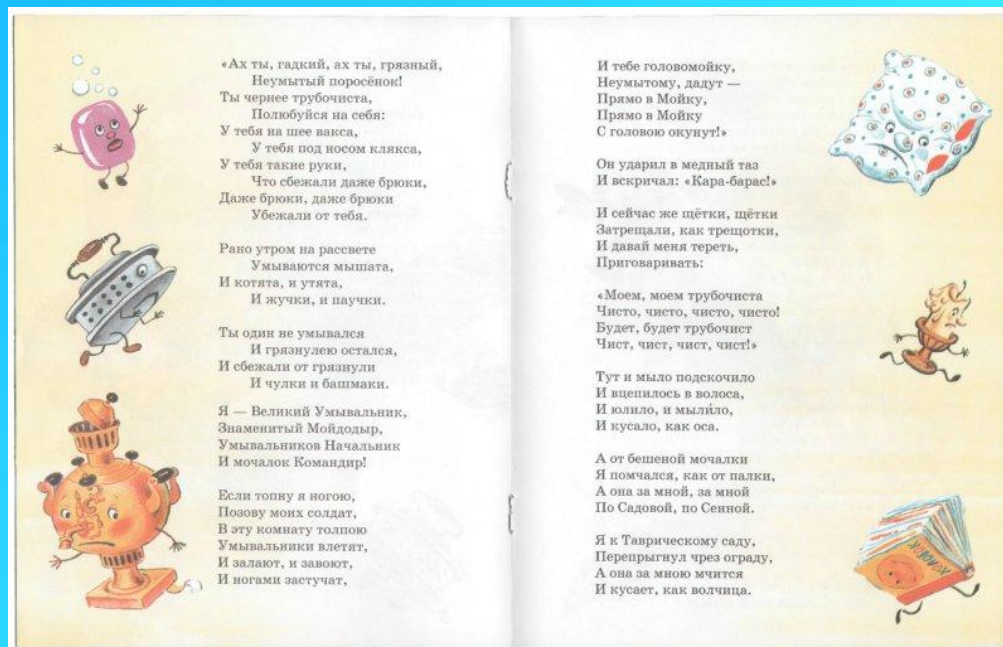 «Ах ты, гадкий, ах ты, грязный,
Неумытый поросёнок!
Ты чернее трубочиста,
Полюбуйся на себя:
У тебя на шее вакса,
У тебя под носом клякса,
У тебя такие руки,
Что сбежали даже брюки,
Даже брюки, даже брюки
Убежали от тебя.
Рано утром на рассвете
Умываются мышата,
И котята, и утята,
И жучки, и паучки.
Ты один не умывался
И грязнулею остался,
И сбежали от грязнули
И чулки и башмаки.
Я — Великий Умывальник,
Знаменитый Мойдодыр,
Умывальников Начальник
И мочалок Командир!
Если топну я ногою,
Позову моих солдат,
В эту комнату толпою
Умывальники влетят,
И залают, и завоют,
И ногами застучат,
И тебе головомойку,
Неумытому, дадут —
Прямо в Мойку,
Прямо в Мойку
С головою окунут!»
Он ударил в медный таз
И вскричал: «Кара-барас!»
И сейчас же щётки, щётки
Затрещали, как трещотки,
И давай меня тереть,
Приговаривать:
«Моем, моем трубочиста
Чисто, чисто, чисто, чисто!
Будет, будет трубочист
Чист, чист, чист, чист!»
Тут и мыло подскочило
И вцепилось в волоса,
И юлило, и мыли́ло,
И кусало, как оса.
А от бешеной мочалки
Я помчался, как от палки,
А она за мной, за мной
По Садовой, по Сенной.
Я к Таврическому саду,
Перепрыгнул чрез ограду,
А она за мною мчится
И кусает, как волчица.
КОЛОБОК